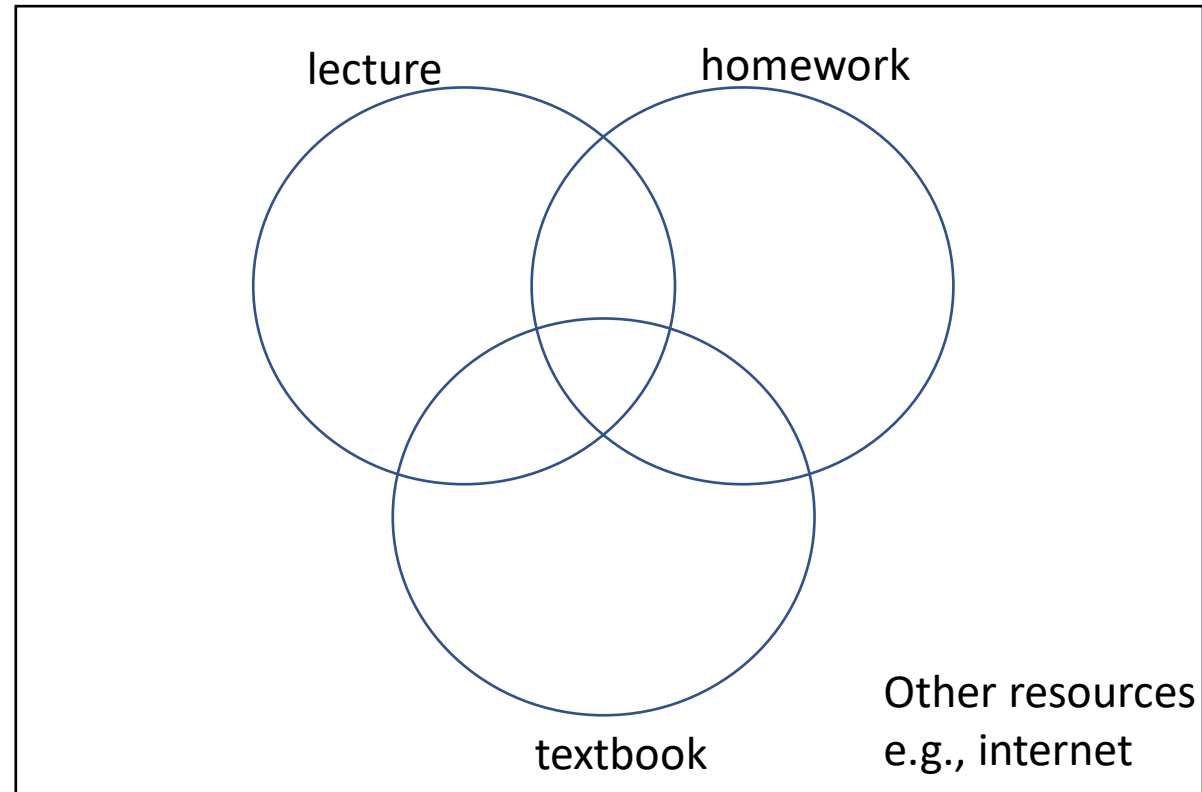 lecture
homework
textbook
Other resources
e.g., internet